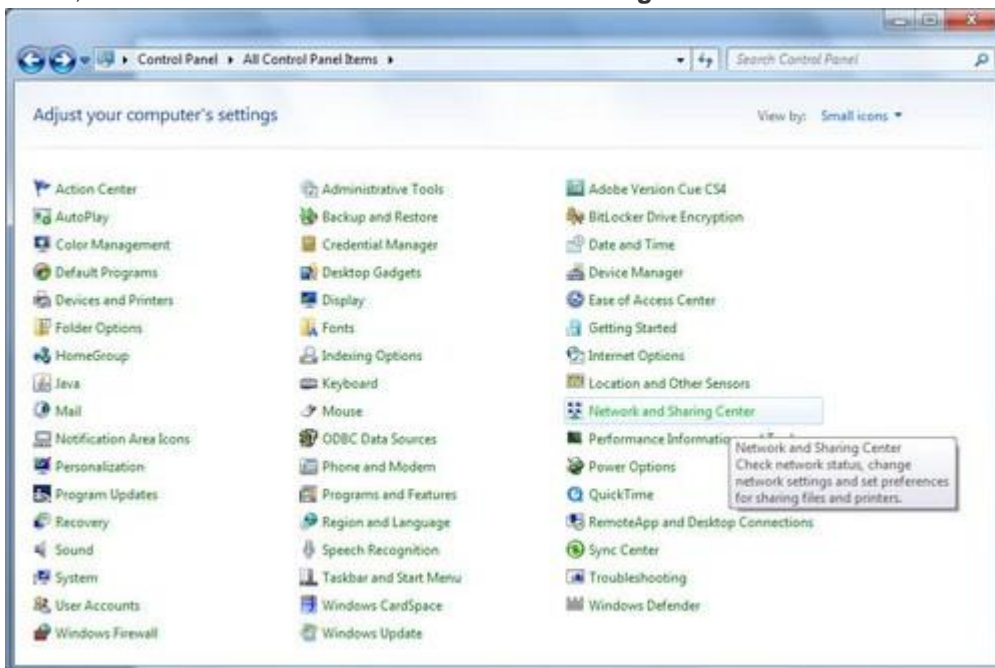 Control Panel ▸ All Control Panel Items ▸
Search Control Panel
Adjust your computer's settings
View by: Small icons
Action Center
Administrative Tools
Adobe Version Cue CS4
AutoPlay
Backup and Restore
BitLocker Drive Encryption
Color Management
Credential Manager
Date and Time
Default Programs
Desktop Gadgets
Device Manager
Devices and Printers
Display
Ease of Access Center
Folder Options
Fonts
Getting Started
HomeGroup
Indexing Options
Internet Options
Java
Keyboard
Location and Other Sensors
Mail
Mouse
Network and Sharing Center
Notification Area Icons
ODBC Data Sources
Performance Information
Network and Sharing Center
Check network status, change
network settings and set preferences
for sharing files and printers.
Personalization
Phone and Modem
Power Options
Program Updates
Programs and Features
QuickTime
Recovery
Region and Language
RemoteApp and Desktop Connections
Sound
Speech Recognition
Sync Center
System
Taskbar and Start Menu
Troubleshooting
User Accounts
Windows CardSpace
Windows Defender
Windows Firewall
Windows Update